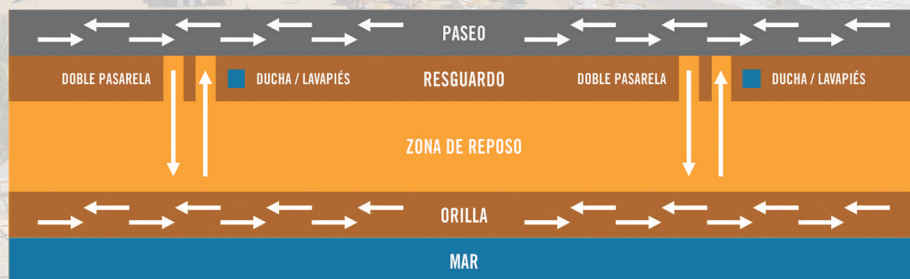 PASEO
DOBLE PASARELA DUCHA / LAVAPIÉS RESGUARDO DOBLE PASARELA DUCHA / LAVAPIÉS
ZONA DE REPOSO
ORILLA
MAR